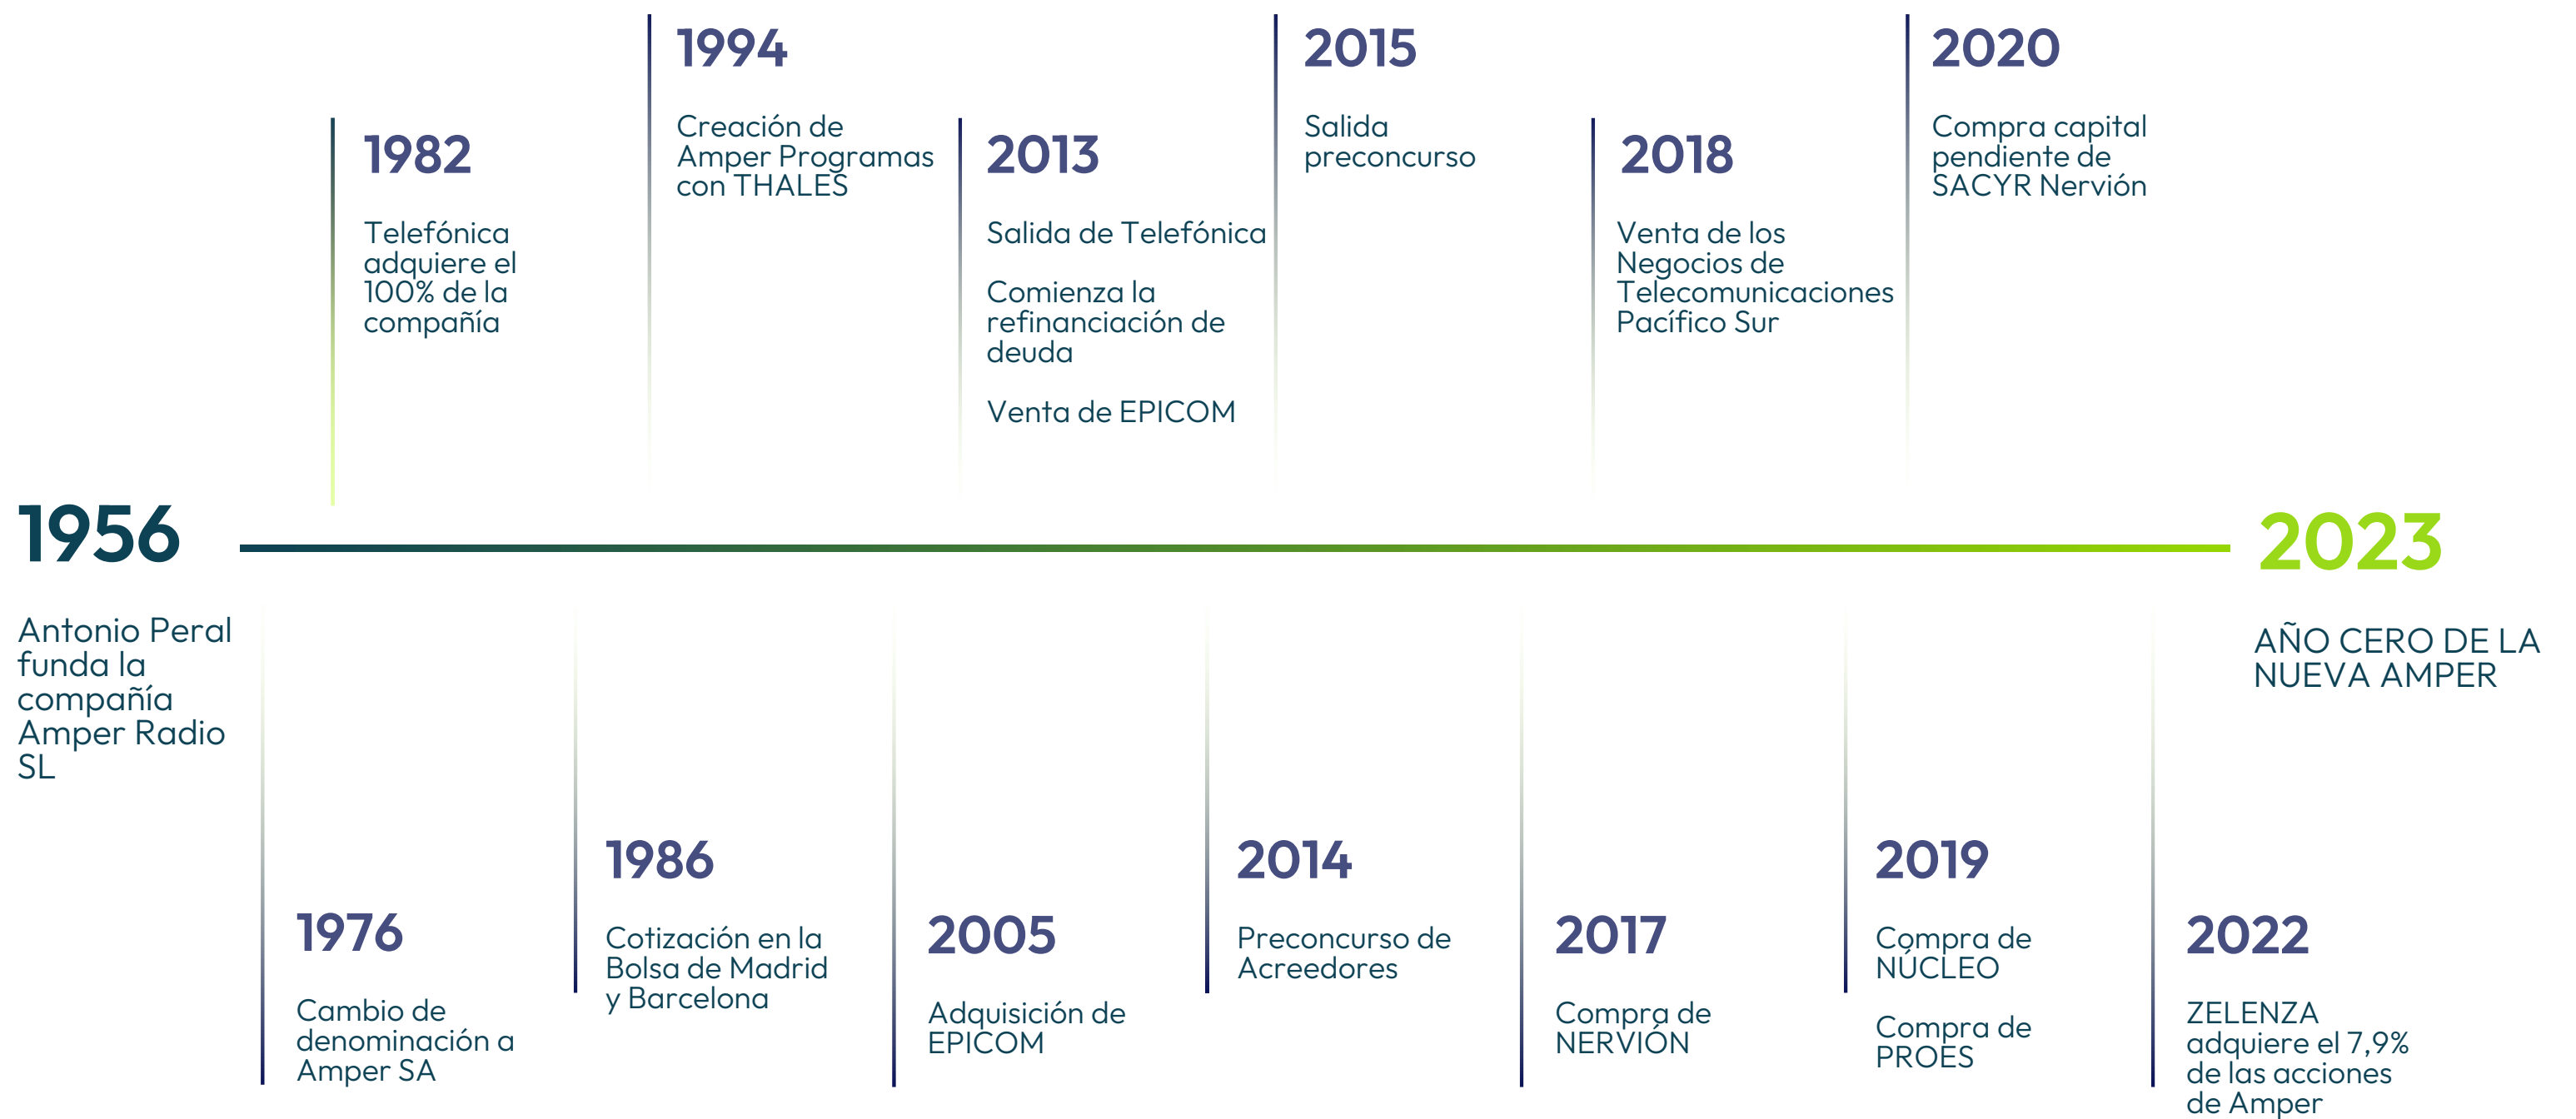 1956
Antonio Peral
funda la
compañía
Amper Radio
SL
1976
Cambio de
denominación a
Amper SA
1982
Telefónica
adquiere el
100% de la
compañía
1986
Cotización en la
Bolsa de Madrid
y Barcelona
1994
Creación de
Amper Programas
con THALES
2005
Adquisición de
EPICOM
2013
Salida de Telefónica
Comienza la
refinanciación de
deuda
Venta de EPICOM
2014
Preconcurso de
Acreedores
2015
Salida
preconcurso
2017
Compra de
NERVIÓN
2018
Venta de los
Negocios de
Telecomunicaciones
Pacífico Sur
2019
Compra de
NÚCLEO
Compra de
PROES
2020
Compra capital
pendiente de
SACYR Nervión
2022
ZELENZA
adquiere el 7,9%
de las acciones
de Amper
2023
AÑO CERO DE LA
NUEVA AMPER